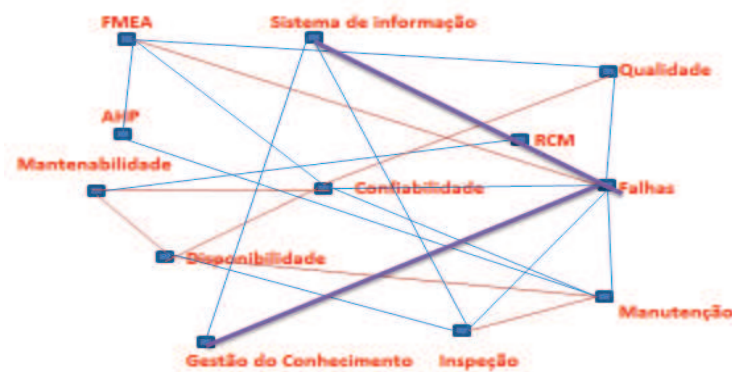 FMEA
Sistema de informação
Qualidade
AHP
RCM
Mantenabilidade
Confiabilidade
Falhas
Disponibilidade
Manutenção
Gestão do Conhecimento
Inspeção